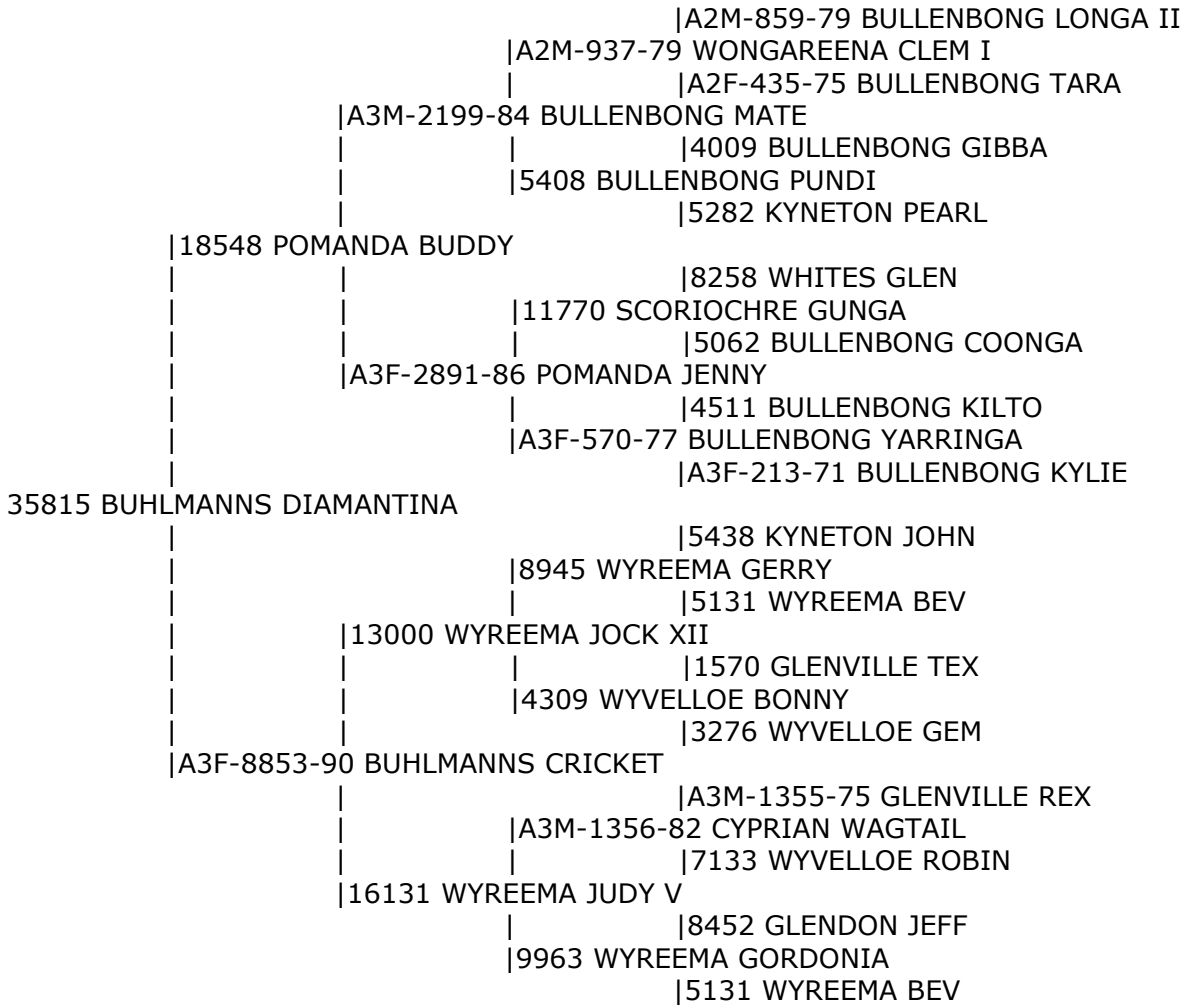 |A2M-859-79 BULLENBONG LONGA II
|A2M-937-79 WONGAREENA CLEM I
| |A2F-435-75 BULLENBONG TARA
|A3M-2199-84 BULLENBONG MATE
| | |4009 BULLENBONG GIBBA
| |5408 BULLENBONG PUNDI
| |5282 KYNETON PEARL
|18548 POMANDA BUDDY
| | |8258 WHITES GLEN
| | |11770 SCORIOCHRE GUNGA
| | | |5062 BULLENBONG COONGA
| |A3F-2891-86 POMANDA JENNY
| | |4511 BULLENBONG KILTO
| |A3F-570-77 BULLENBONG YARRINGA
| |A3F-213-71 BULLENBONG KYLIE
35815 BUHLMANNS DIAMANTINA
| |5438 KYNETON JOHN
| |8945 WYREEMA GERRY
| | |5131 WYREEMA BEV
| |13000 WYREEMA JOCK XII
| | | |1570 GLENVILLE TEX
| | |4309 WYVELLOE BONNY
| | |3276 WYVELLOE GEM
|A3F-8853-90 BUHLMANNS CRICKET
| |A3M-1355-75 GLENVILLE REX
| |A3M-1356-82 CYPRIAN WAGTAIL
| | |7133 WYVELLOE ROBIN
|16131 WYREEMA JUDY V
| |8452 GLENDON JEFF
|9963 WYREEMA GORDONIA
|5131 WYREEMA BEV